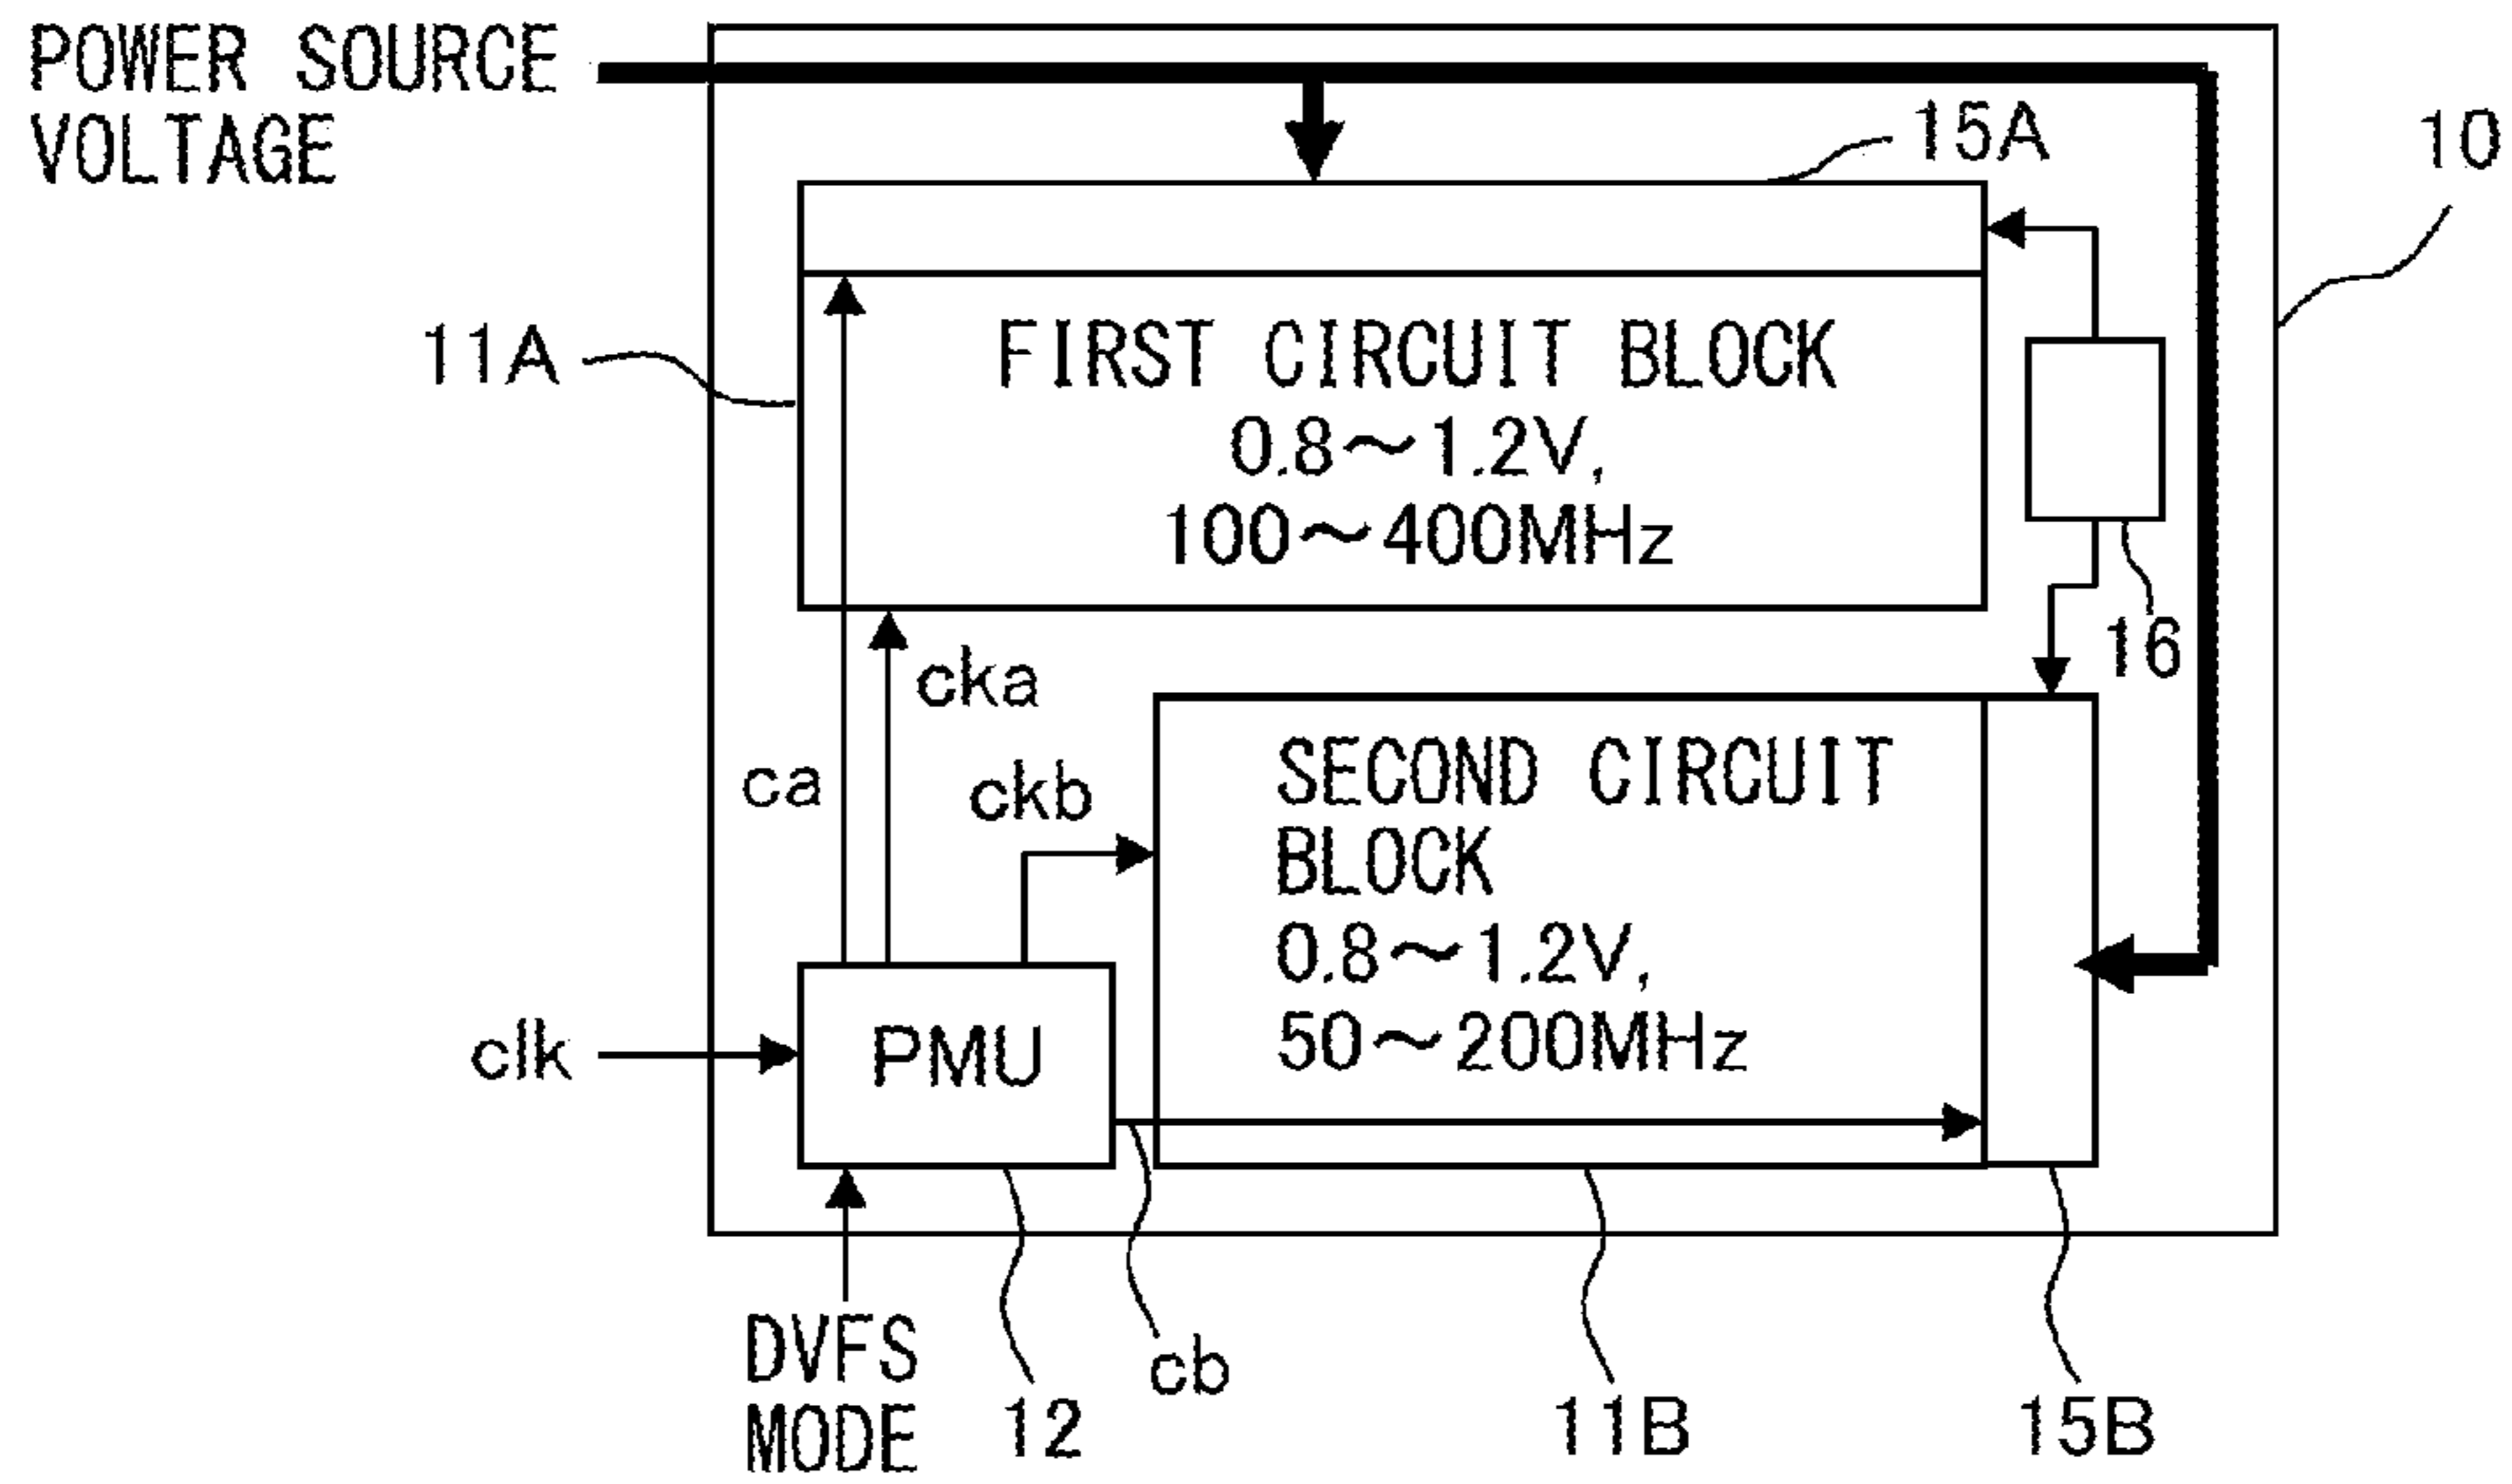 POWER SOURCE
VOLTAGE
15A
10
11A
FIRST CIRCUIT BLOCK
0.8～1.2V,
100～400MHz
16
cka
ca
ckb
SECOND CIRCUIT
BLOCK
0.8～1.2V,
50～200MHz
clk
PMU
DVFS
MODE
12
cb
11B
15B